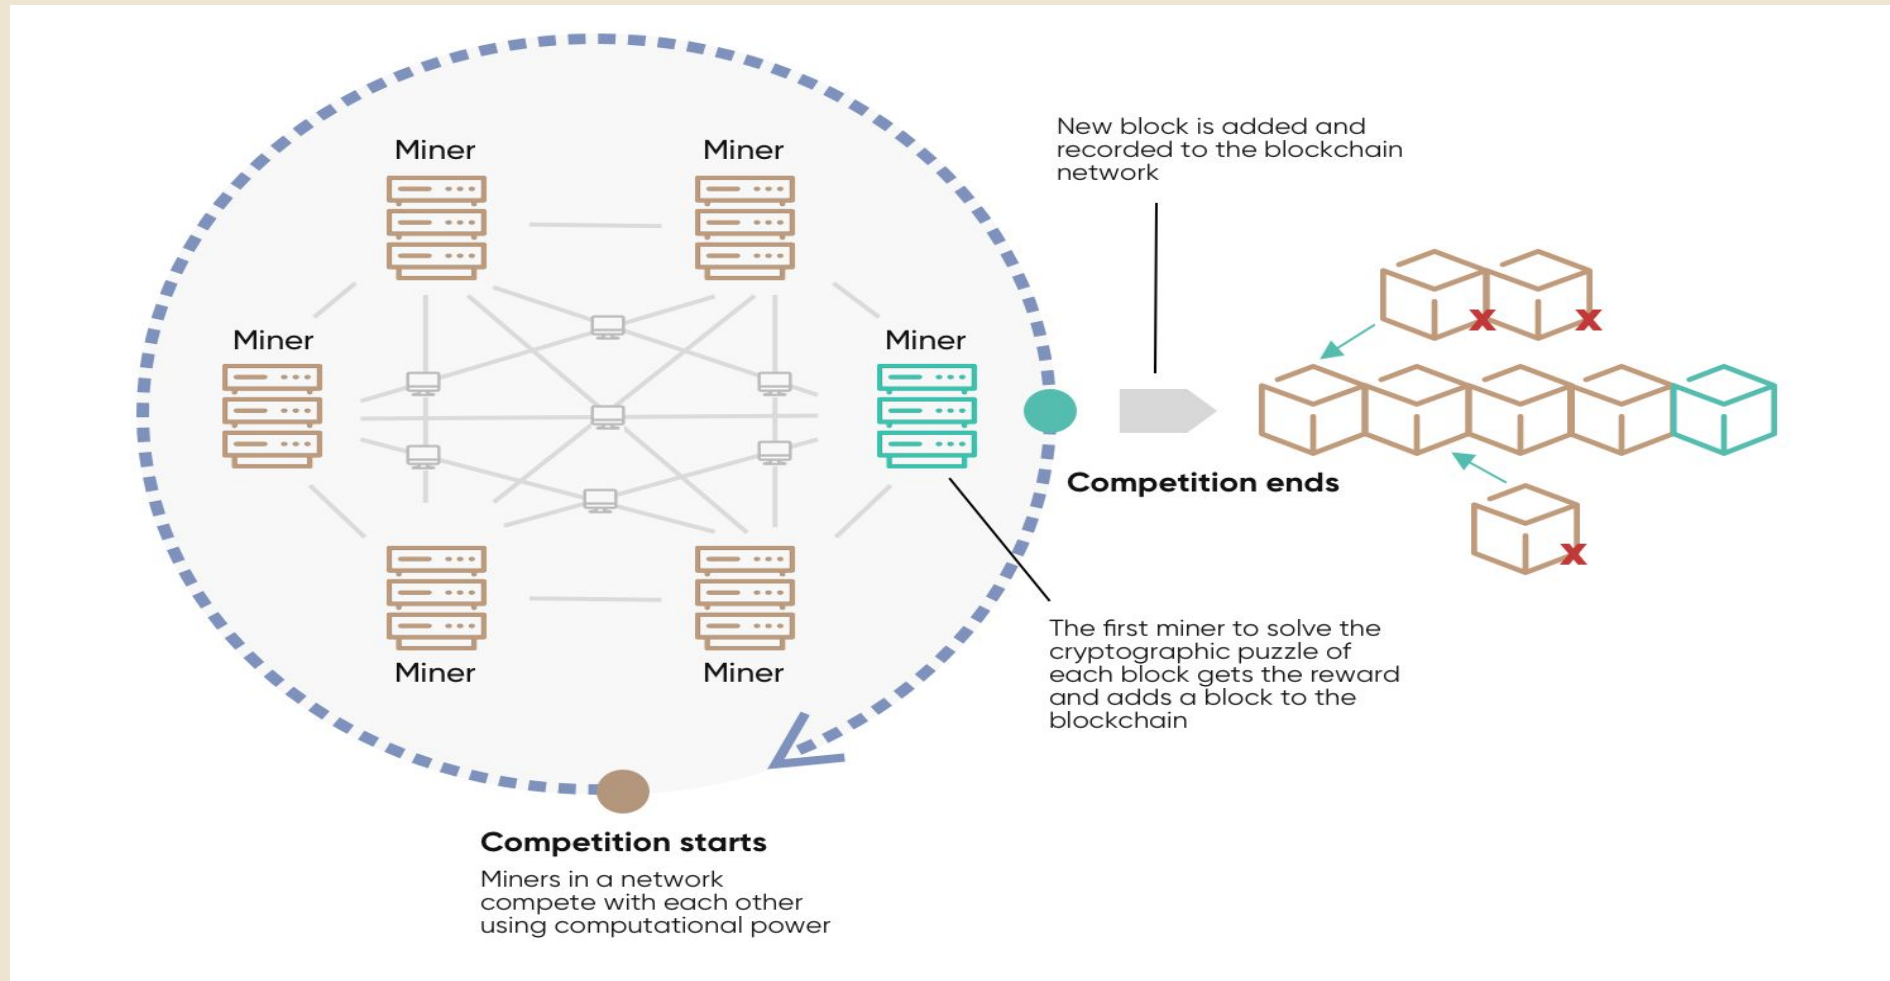 Miner
Miner
Miner
Miner
Miner
Miner
Competition starts
Miners in a network
compete with each other
using computational power
New block is added and
recorded to the blockchain
network
Competition ends
The first miner to solve the
cryptographic puzzle of
each block gets the reward
and adds a block to the
blockchain